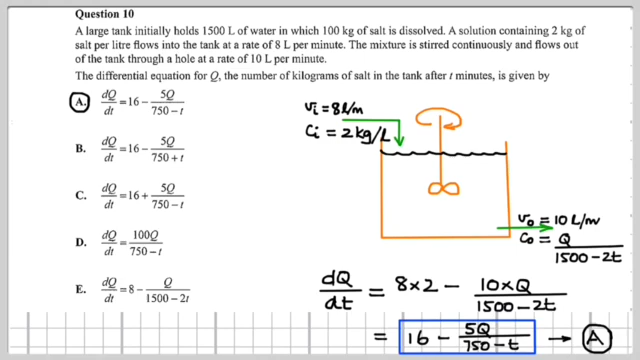 Question 10
A large tank initially holds 1500 L of water in which 100 kg of salt is dissolved. A solution containing 2 kg of
salt per litre flows into the tank at a rate of 8 L per minute. The mixture is stirred continuously and flows out
of the tank through a hole at a rate of 10 L per minute.
The differential equation for Q, the number of kilograms of salt in the tank after t minutes, is given by
A. dQ/dt = 16 − 5Q/(750 − t)
B. dQ/dt = 16 − 5Q/(750 + t)
C. dQ/dt = 16 + 5Q/(750 − t)
D. dQ/dt = 100Q/(750 − t)
E. dQ/dt = 8 − Q/(1500 − 2t)
Vi = 8L/m
Ci = 2kg/L
Vo = 10 L/m
Co = Q/(1500 − 2t)
dQ/dt = 8×2 − 10×Q/(1500 − 2t)
= 16 − 5Q/(750 − t) → A